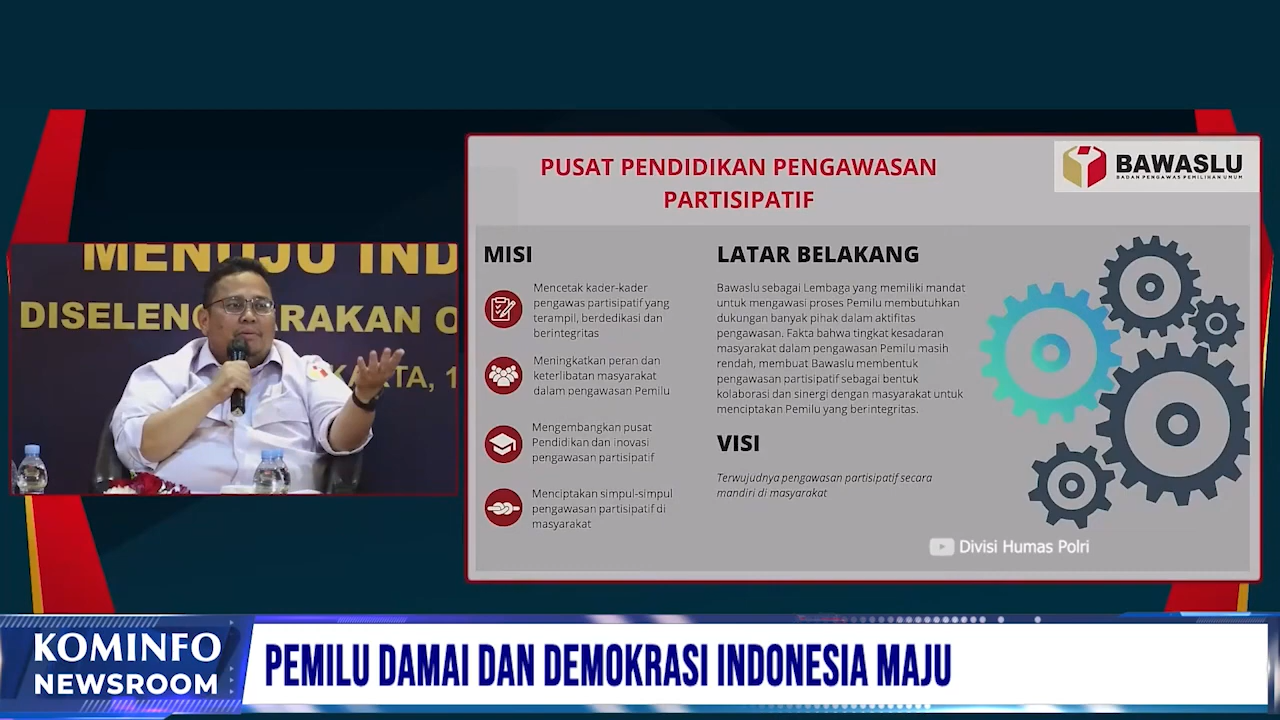 MENUJU IND
DISELENG ARAKAN O
KARTA, 1
PUSAT PENDIDIKAN PENGAWASAN
PARTISIPATIF
BAWASLU
BADAN PENGAWAS PEMILIHAN UMUM
MISI
Mencetak kader-kader
pengawas partisipatif yang
terampil, berdedikasi dan
berintegritas
Meningkatkan peran dan
keterlibatan masyarakat
dalam pengawasan Pemilu
Mengembangkan pusat
Pendidikan dan inovasi
pengawasan partisipatif
Menciptakan simpul-simpul
pengawasan partisipatif di
masyarakat
LATAR BELAKANG
Bawaslu sebagai Lembaga yang memiliki mandat
untuk mengawasi proses Pemilu membutuhkan
dukungan banyak pihak dalam aktifitas
pengawasan. Fakta bahwa tingkat kesadaran
masyarakat dalam pengawasan Pemilu masih
rendah, membuat Bawaslu membentuk
pengawasan partisipatif sebagai bentuk
kolaborasi dan sinergi dengan masyarakat untuk
menciptakan Pemilu yang berintegritas.
VISI
Terwujudnya pengawasan partisipatif secara
mandiri di masyarakat
Divisi Humas Polri
KOMINFO
NEWSROOM
PEMILU DAMAI DAN DEMOKRASI INDONESIA MAJU